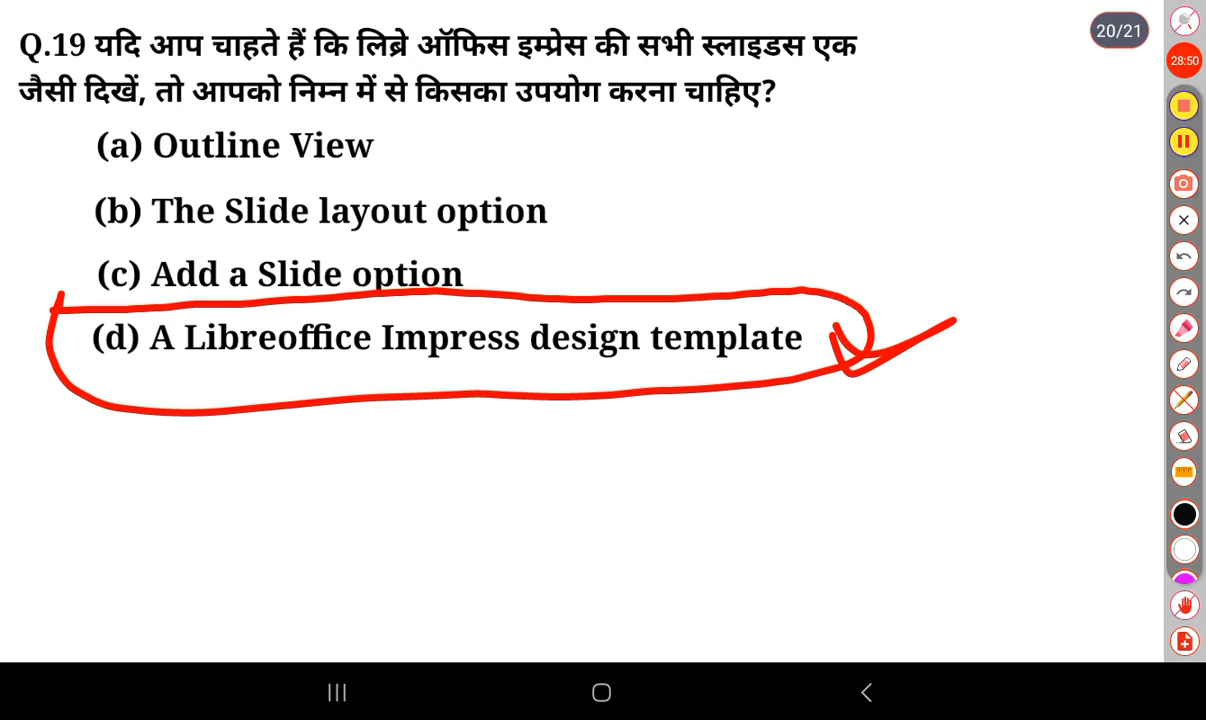 Q.19 यदि आप चाहते हैं कि लिब्रे ऑफिस इम्प्रेस की सभी स्लाइडस एक
जैसी दिखें, तो आपको निम्न में से किसका उपयोग करना चाहिए?
(a) Outline View
(b) The Slide layout option
(c) Add a Slide option
(d) A Libreoffice Impress design template
20/21
28:50